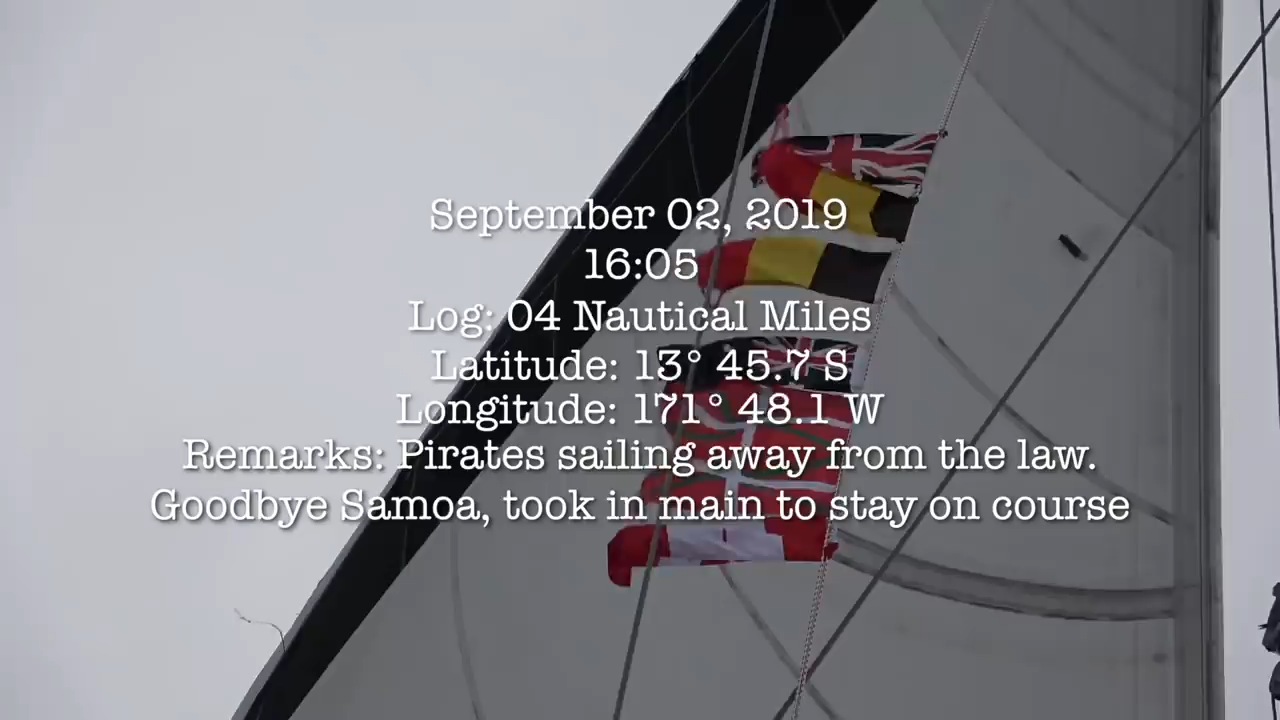 September 02, 2019
16:05
Log: 04 Nautical Miles
Latitude: 13° 45.7 S
Longitude: 171° 48.1 W
Remarks: Pirates sailing away from the law.
Goodbye Samoa, took in main to stay on course